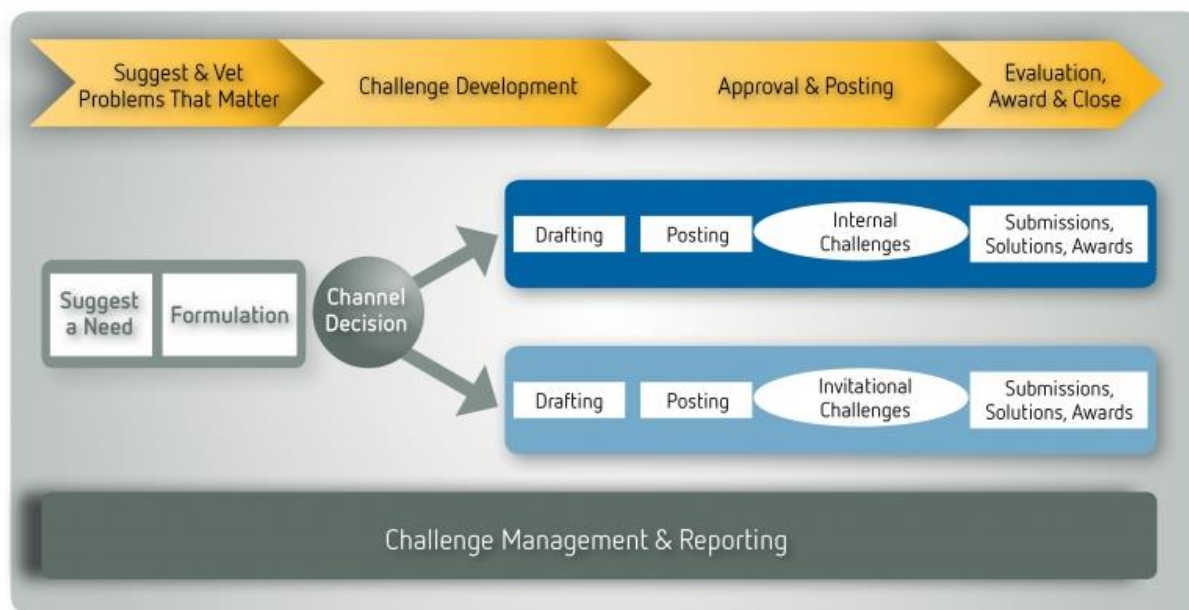 Suggest & Vet
Problems That Matter
Challenge Development
Approval & Posting
Evaluation,
Award & Close
Suggest
a Need
Formulation
Channel
Decision
Drafting
Posting
Internal
Challenges
Submissions,
Solutions, Awards
Drafting
Posting
Invitational
Challenges
Submissions,
Solutions, Awards
Challenge Management & Reporting